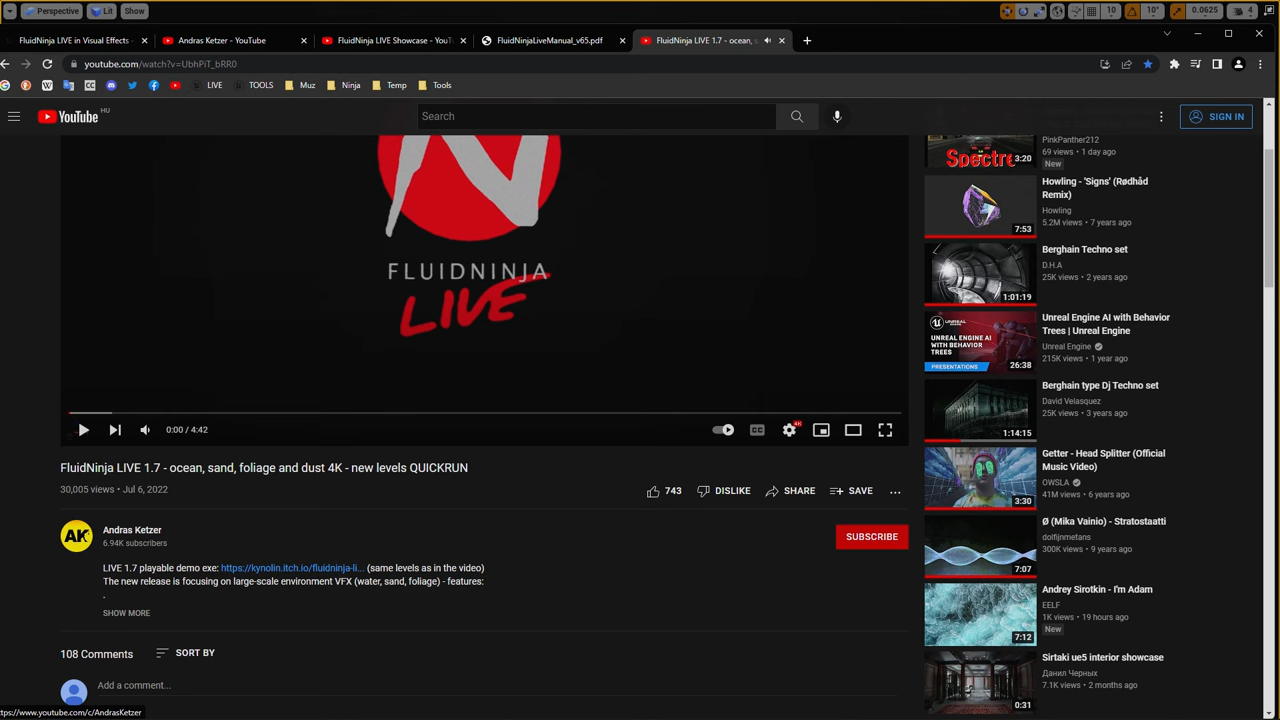 Perspective Lit Show 10 10° 0.0625 4
FluidNinja LIVE in Visual Effects - Andras Ketzer - YouTube FluidNinja LIVE Showcase - YouT FluidNinjaLiveManual_v65.pdf FluidNinja LIVE 1.7 - ocean, s
youtube.com/watch?v=UbhPiT_bRR0
LIVE TOOLS Muz Ninja Temp Tools
YouTube HU
Search
SIGN IN
FLUIDNINJA
LIVE
0:00 / 4:42
4K
FluidNinja LIVE 1.7 - ocean, sand, foliage and dust 4K - new levels QUICKRUN
30,005 views • Jul 6, 2022
743 DISLIKE SHARE SAVE ...
AK
Andras Ketzer
6.94K subscribers
SUBSCRIBE
LIVE 1.7 playable demo exe: https://kynolin.itch.io/fluidninja-li... (same levels as in the video)
The new release is focusing on large-scale environment VFX (water, sand, foliage) - features:
.
SHOW MORE
108 Comments SORT BY
Add a comment...
ttps://www.youtube.com/c/AndrasKetzer
Spectre
3:20
PinkPanther212
69 views • 1 day ago
New
7:53
Howling - 'Signs' (Rødhåd
Remix)
Howling
5.2M views • 7 years ago
1:01:19
Berghain Techno set
D.H.A
25K views • 2 years ago
UNREAL ENGINE
UNREAL ENGINE AI
WITH BEHAVIOR
TREES
PRESENTATIONS
26:38
Unreal Engine AI with Behavior
Trees | Unreal Engine
Unreal Engine
215K views • 1 year ago
1:14:15
Berghain type Dj Techno set
David Velasquez
25K views • 3 years ago
3:30
Getter - Head Splitter (Official
Music Video)
OWSLA
41M views • 6 years ago
7:07
Ø (Mika Vainio) - Stratostaatti
dolfijnmetans
300K views • 9 years ago
7:12
Andrey Sirotkin - I'm Adam
EELF
1K views • 19 hours ago
New
0:31
Sirtaki ue5 interior showcase
Данил Черных
7.1K views • 2 months ago